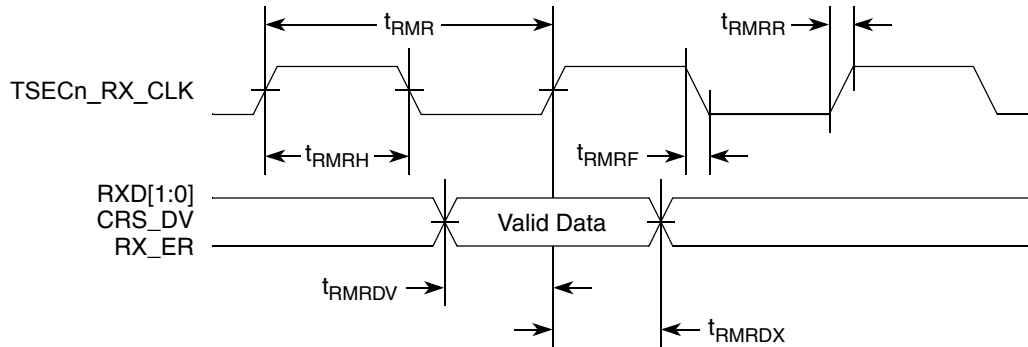 tRMR
tRMRR
TSECn_RX_CLK
tRMRH
tRMRF
RXD[1:0]
CRS_DV
Valid Data
RX_ER
tRMRDV
tRMRDX